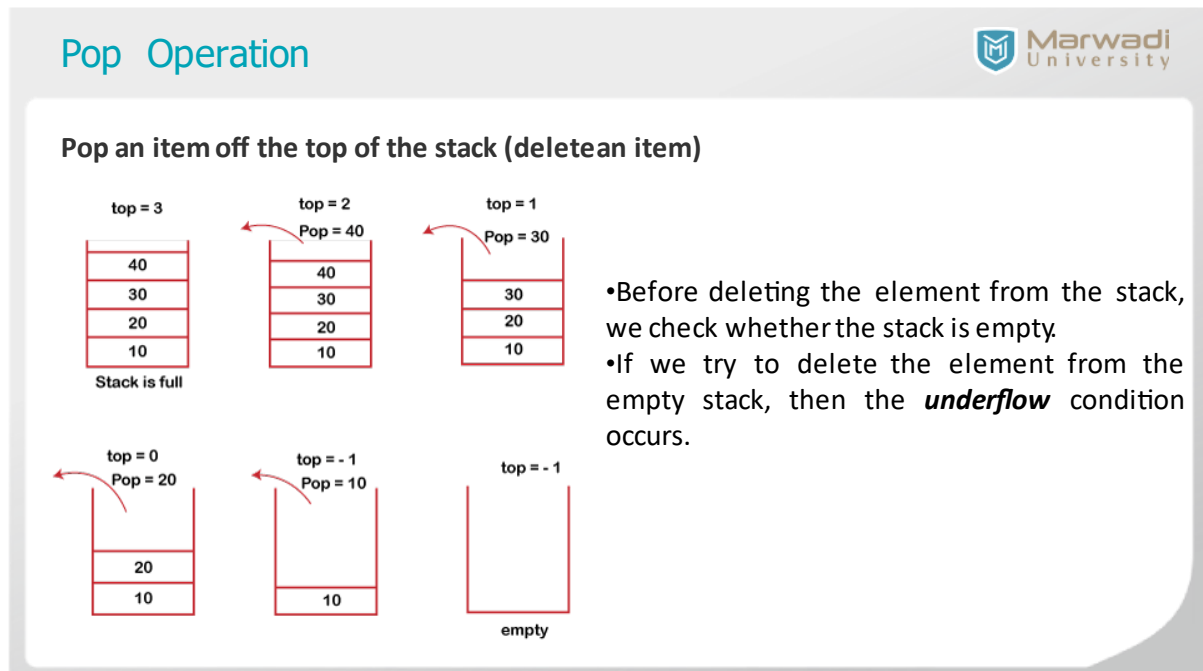 Pop Operation
Marwadi
University
Pop an item off the top of the stack (deletean item)
top = 3
40
30
20
10
Stack is full
top = 2
Pop = 40
40
30
20
10
top = 1
Pop = 30
30
20
10
•Before deleting the element from the stack,
we check whether the stack is empty.
•If we try to delete the element from the
empty stack, then the underflow condition
occurs.
top = 0
Pop = 20
20
10
top = - 1
Pop = 10
10
top = - 1
empty